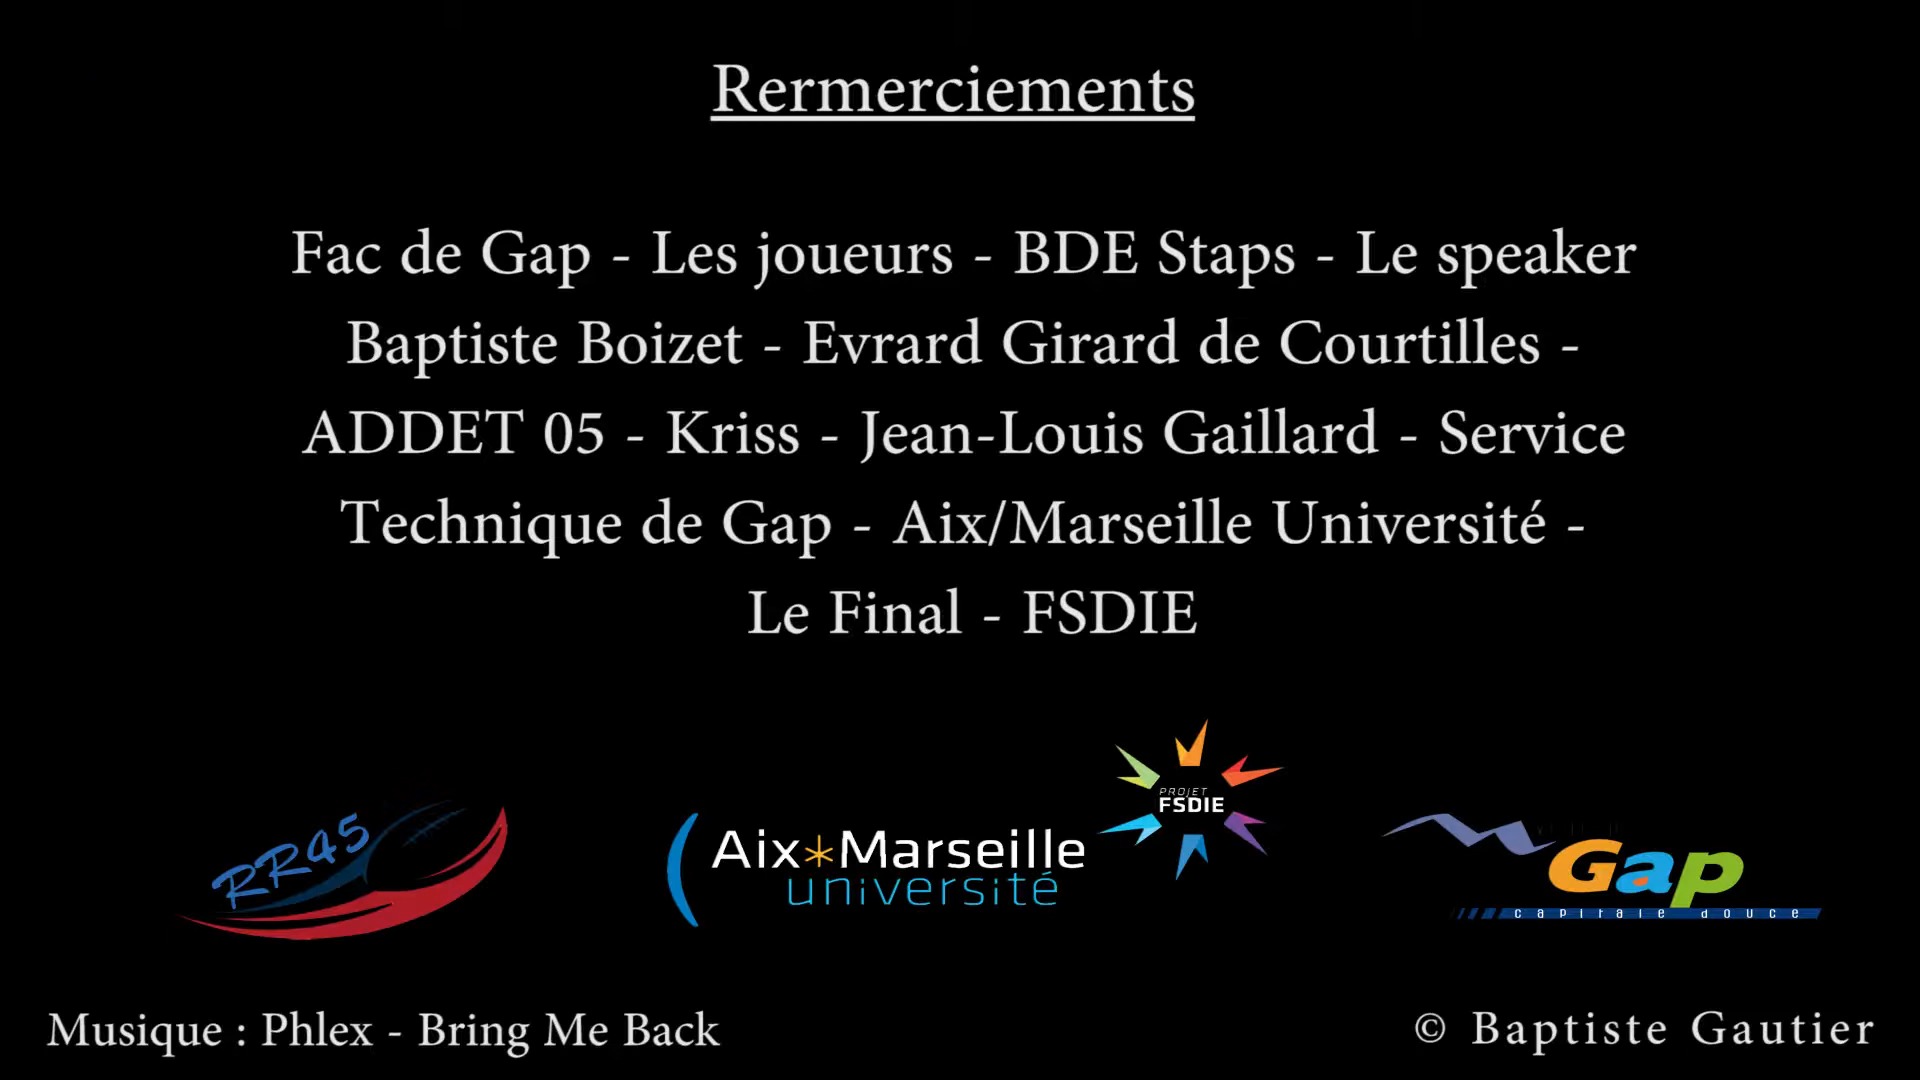 Rermerciements
Fac de Gap - Les joueurs - BDE Staps - Le speaker
Baptiste Boizet - Evrard Girard de Courtilles -
ADDET 05 - Kriss - Jean-Louis Gaillard - Service
Technique de Gap - Aix/Marseille Université -
Le Final - FSDIE
PROJET
FSDIE
RR45
Aix*Marseille
université
Gap
capitale douce
Musique : Phlex - Bring Me Back
© Baptiste Gautier